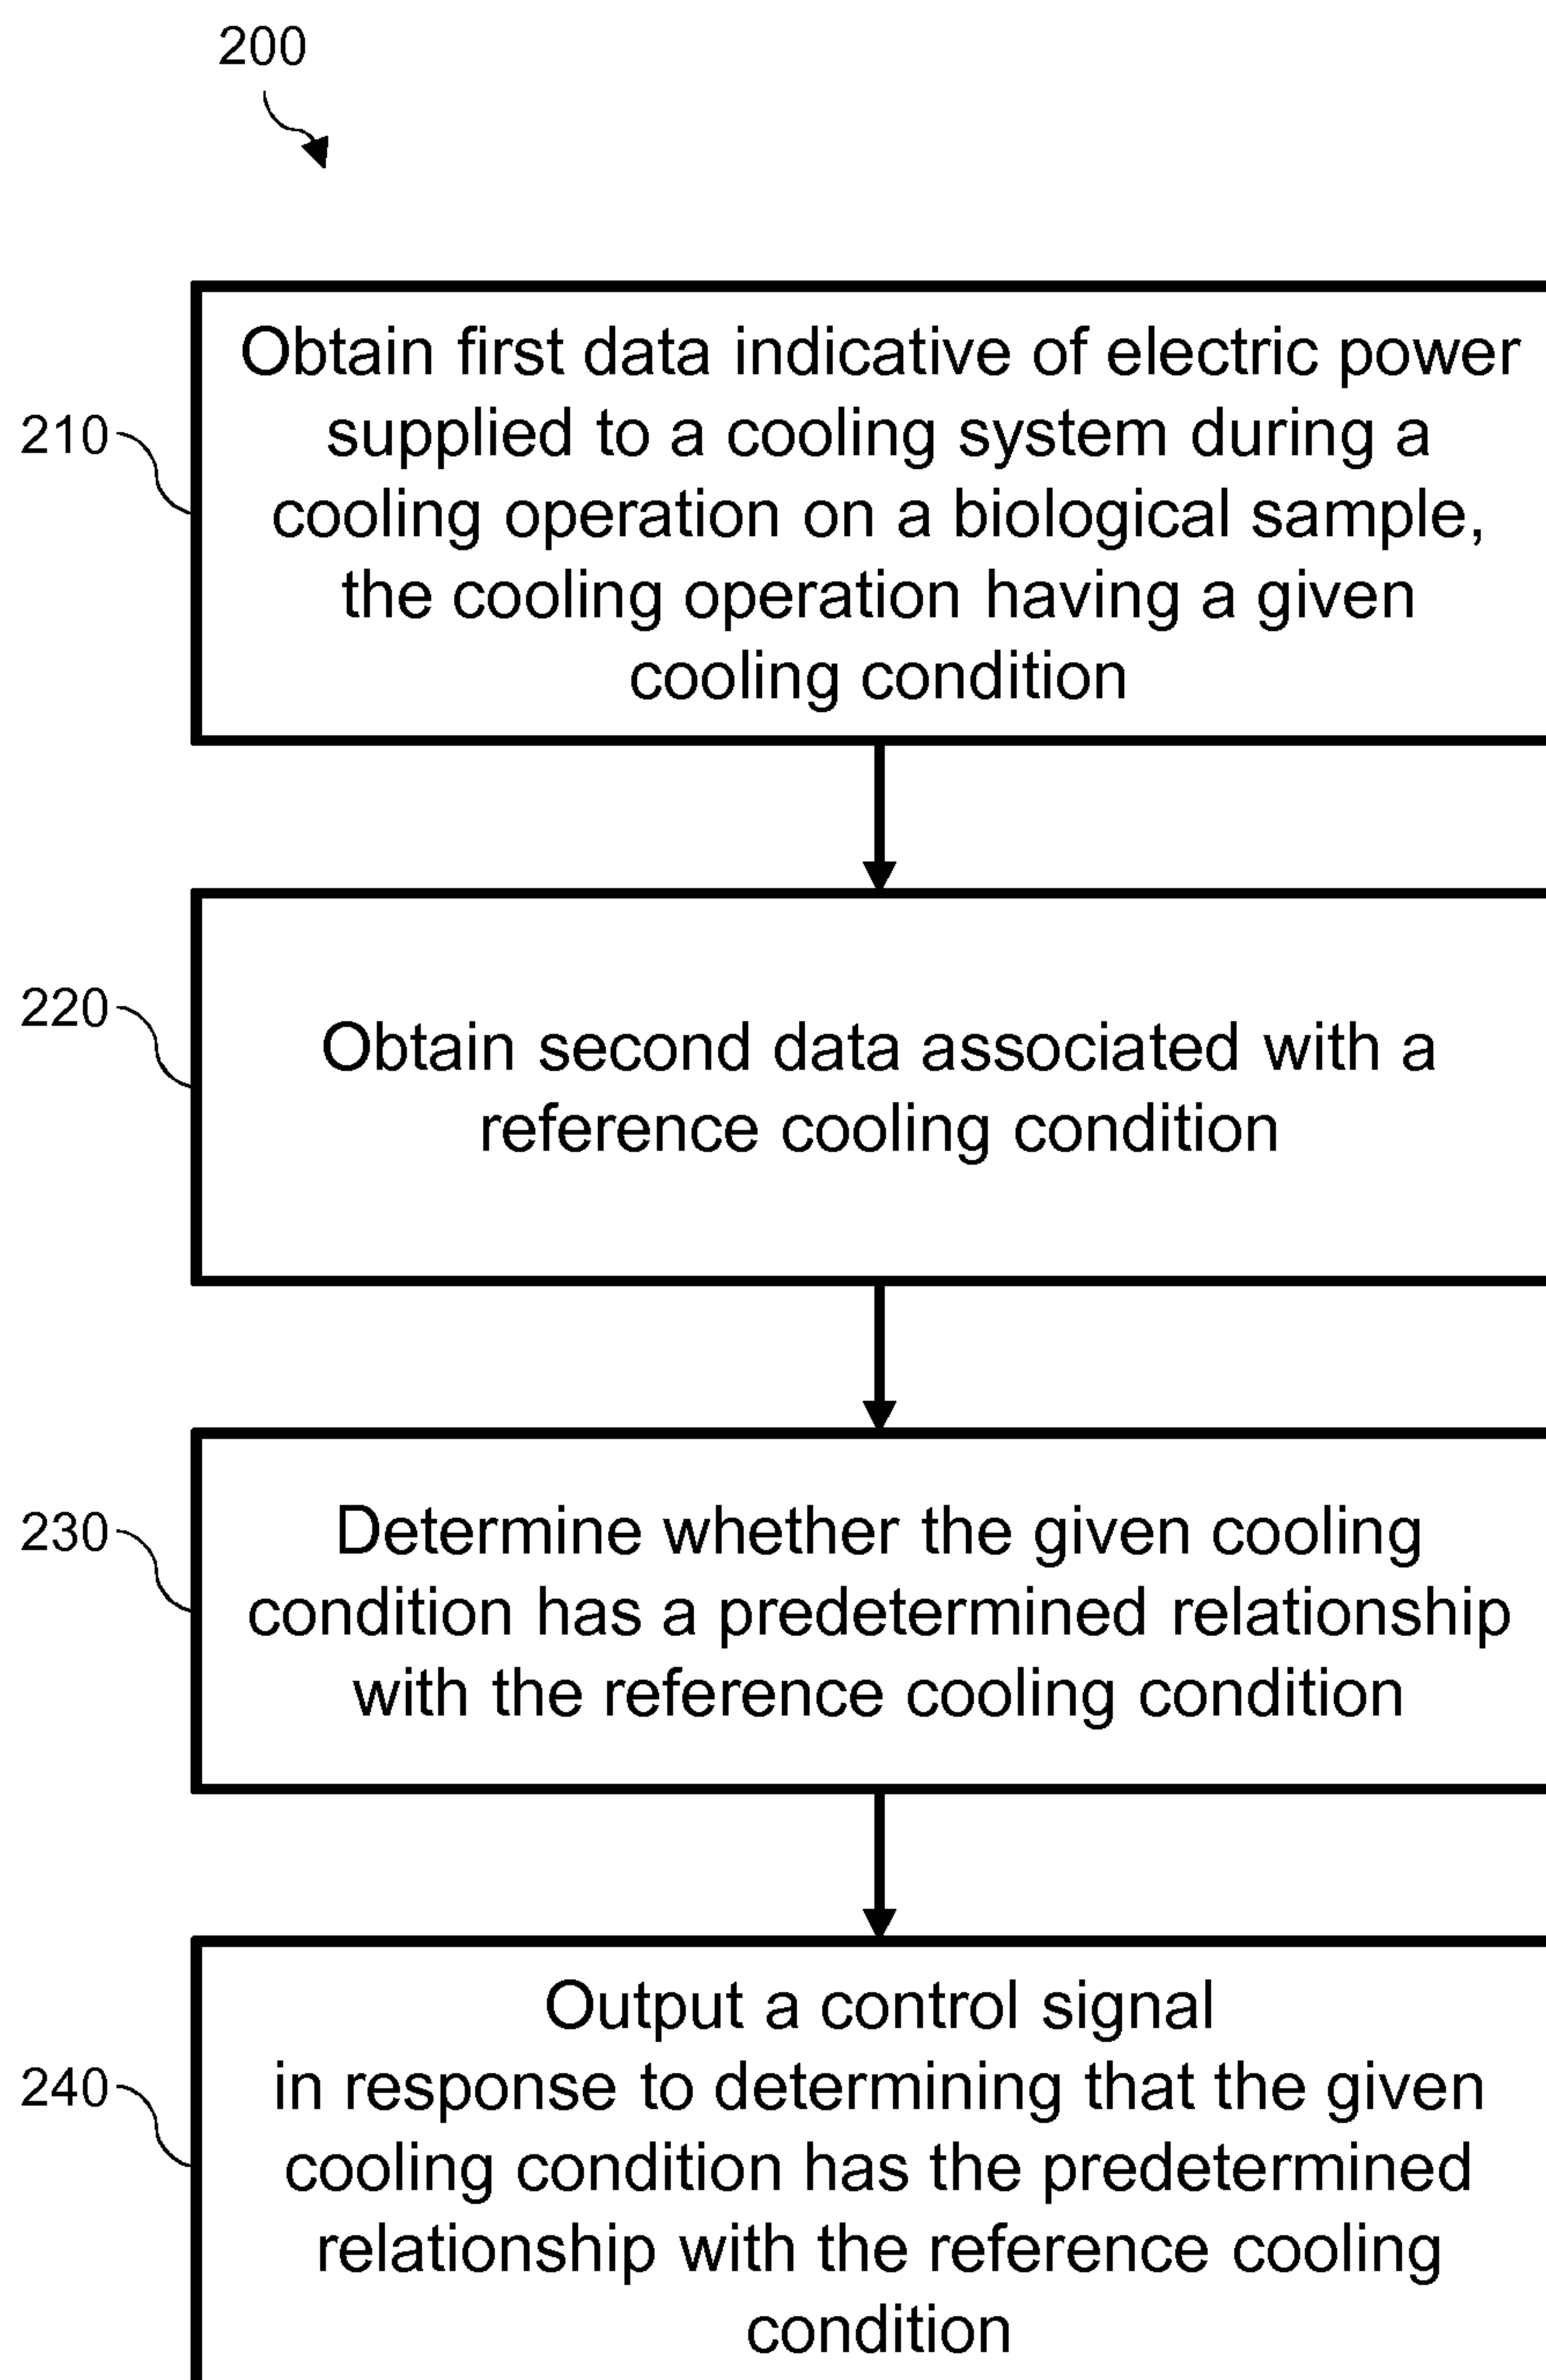 200
210
Obtain first data indicative of electric power
supplied to a cooling system during a
cooling operation on a biological sample,
the cooling operation having a given
cooling condition
220
Obtain second data associated with a
reference cooling condition
230
Determine whether the given cooling
condition has a predetermined relationship
with the reference cooling condition
240
Output a control signal
in response to determining that the given
cooling condition has the predetermined
relationship with the reference cooling
condition